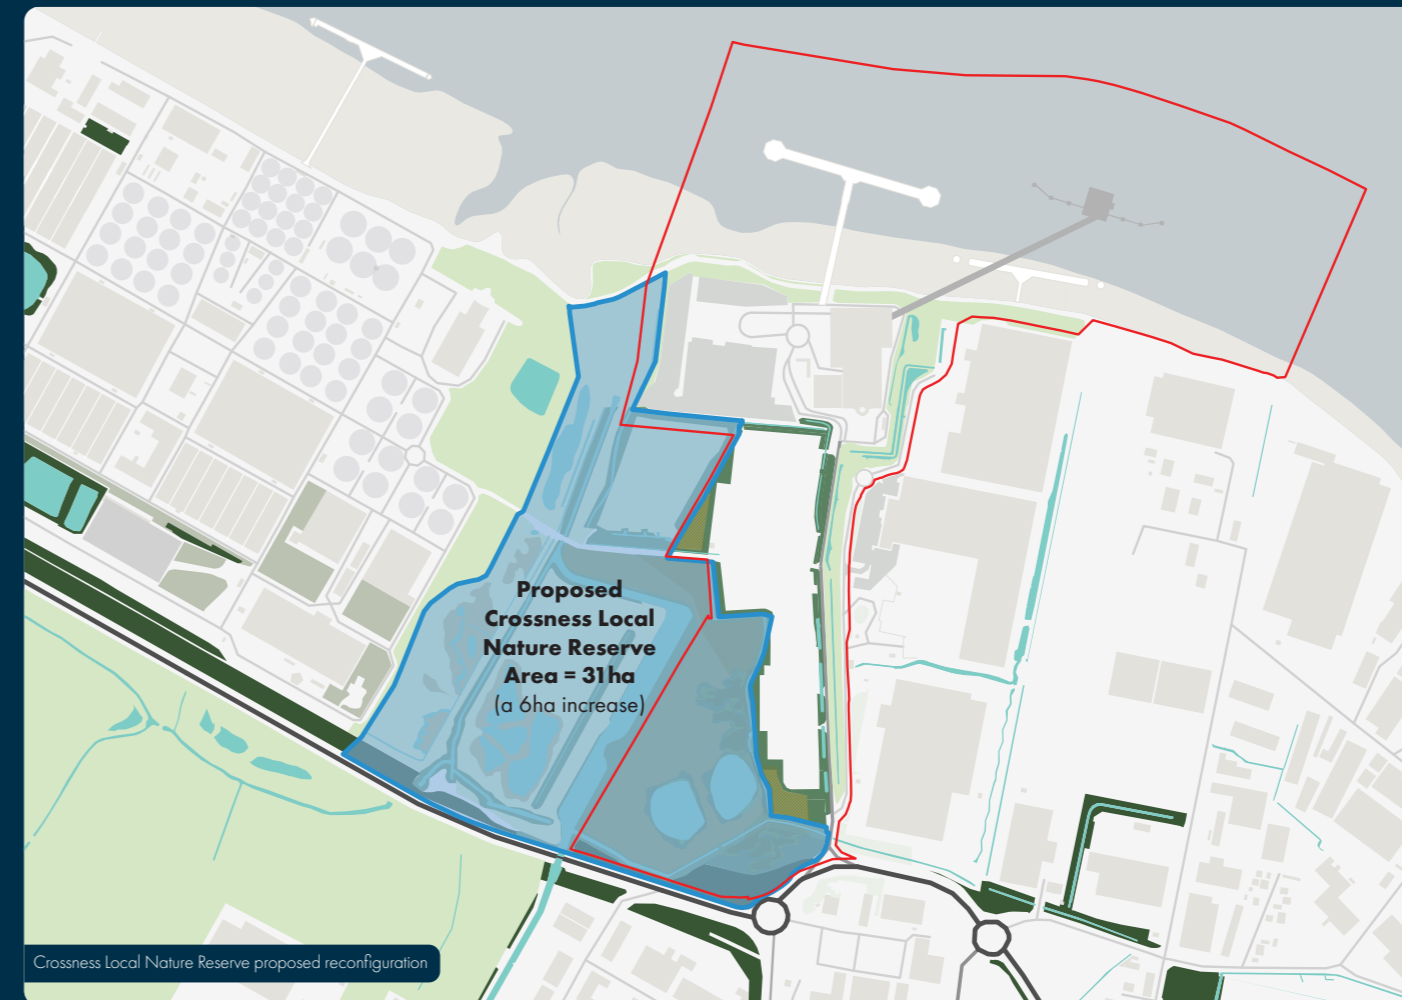 Proposed
Crossness Local
Nature Reserve
Area = 31ha
(a 6ha increase)
Crossness Local Nature Reserve proposed reconfiguration